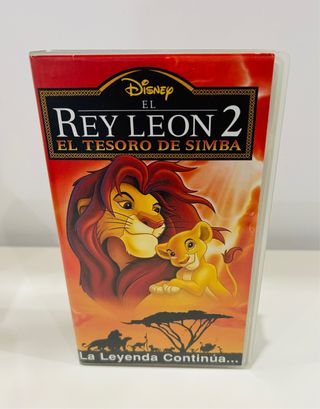 Disney
EL
REY LEON 2
EL TESORO DE SIMBA
La Leyenda Continúa...